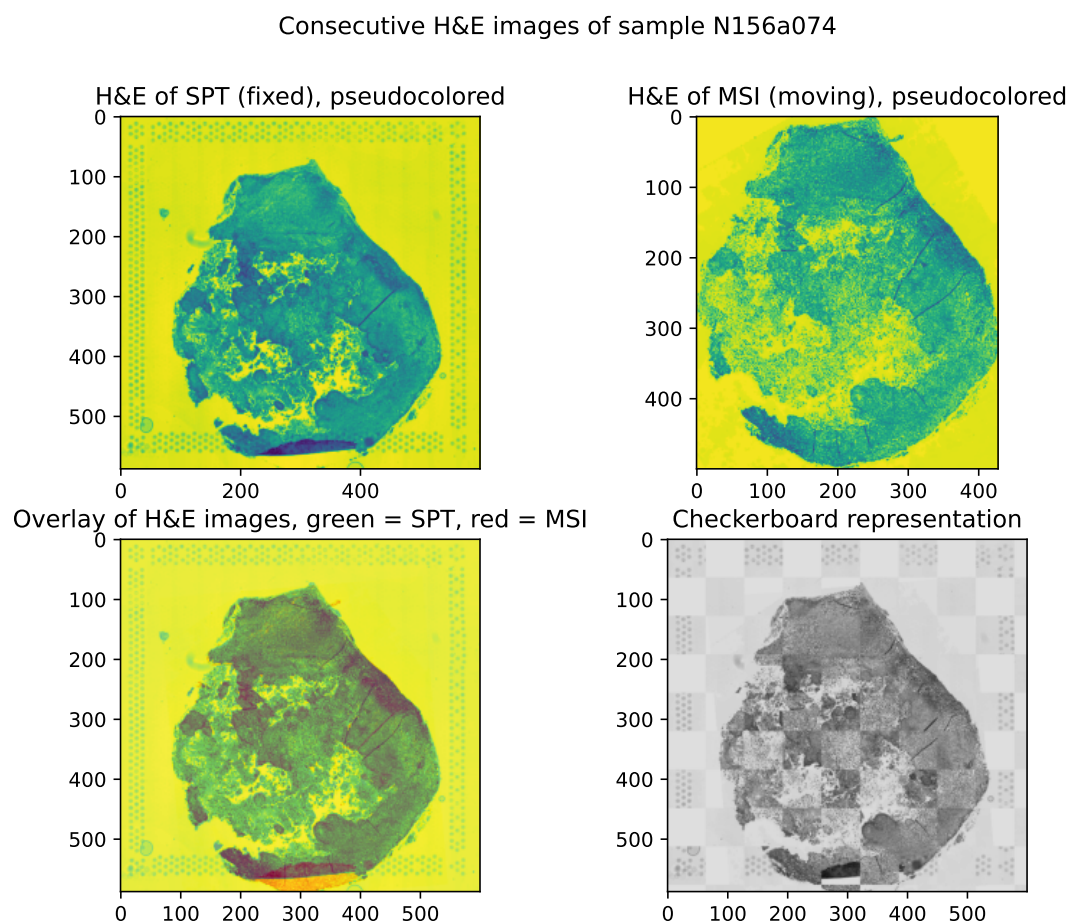 Consecutive H&E images of sample N156a074
H&E of SPT (fixed), pseudocolored
H&E of MSI (moving), pseudocolored
0
100
200
300
400
500
0 200 400
0
100
200
300
400
0 100 200 300 400
Overlay of H&E images, green = SPT, red = MSI
Checkerboard representation
0
100
200
300
400
500
0 100 200 300 400 500
0
100
200
300
400
500
0 100 200 300 400 500